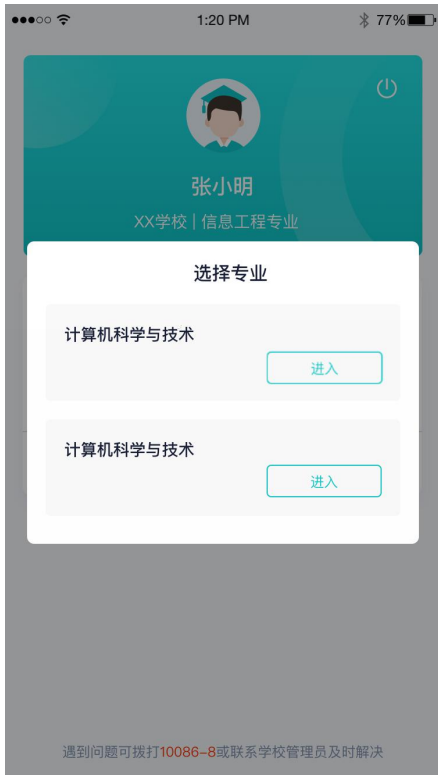 1:20 PM
77%
张小明
XX学校 | 信息工程专业
选择专业
计算机科学与技术
进入
计算机科学与技术
进入
遇到问题可拨打10086-8或联系学校管理员及时解决